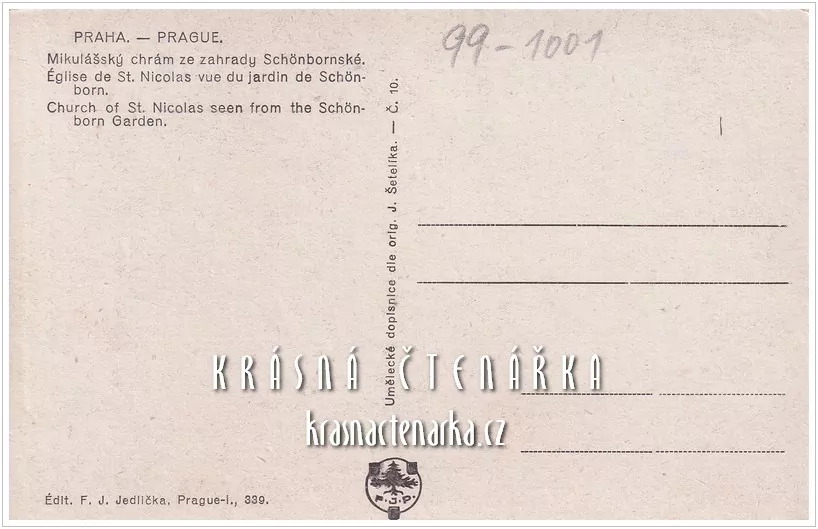 PRAHA. — PRAGUE.
Mikulášský chrám ze zahrady Schönbornské.
Église de St. Nicolas vue du jardin de Schön-
born.
Church of St. Nicolas seen from the Schön-
born Garden.
99-1001
Umělecké dopisnice dle orig. J. Šetelíka. — Č. 10.
KRÁSNÁ ČTENÁŘKA
krasnactenarka.cz
F.J.P.
Édit. F. J. Jedlička, Prague-I., 339.